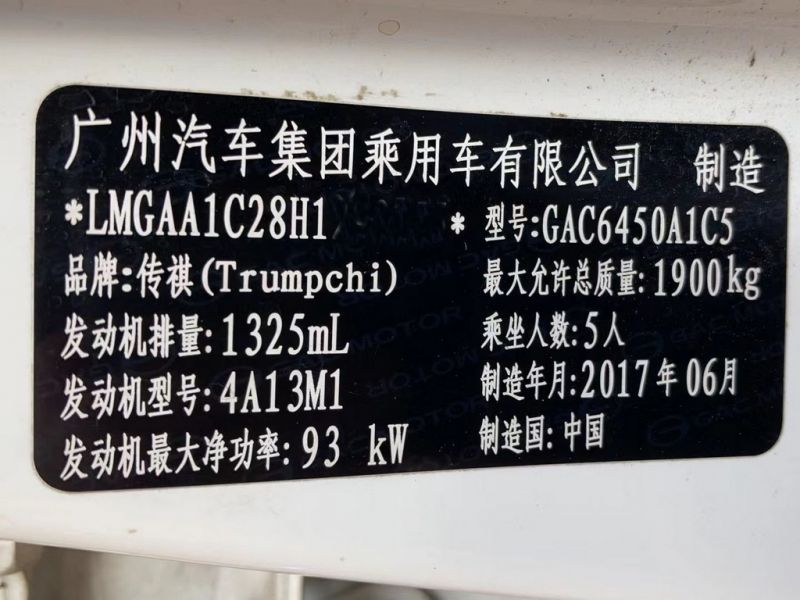 广州汽车集团乘用车有限公司 制造
*LMGAA1C28H1 * 型号:GAC6450A1C5
品牌:传祺(Trumpchi) 最大允许总质量:1900kg
发动机排量:1325mL 乘坐人数:5人
发动机型号:4A13M1 制造年月:2017年06月
发动机最大净功率:93 kW 制造国:中国